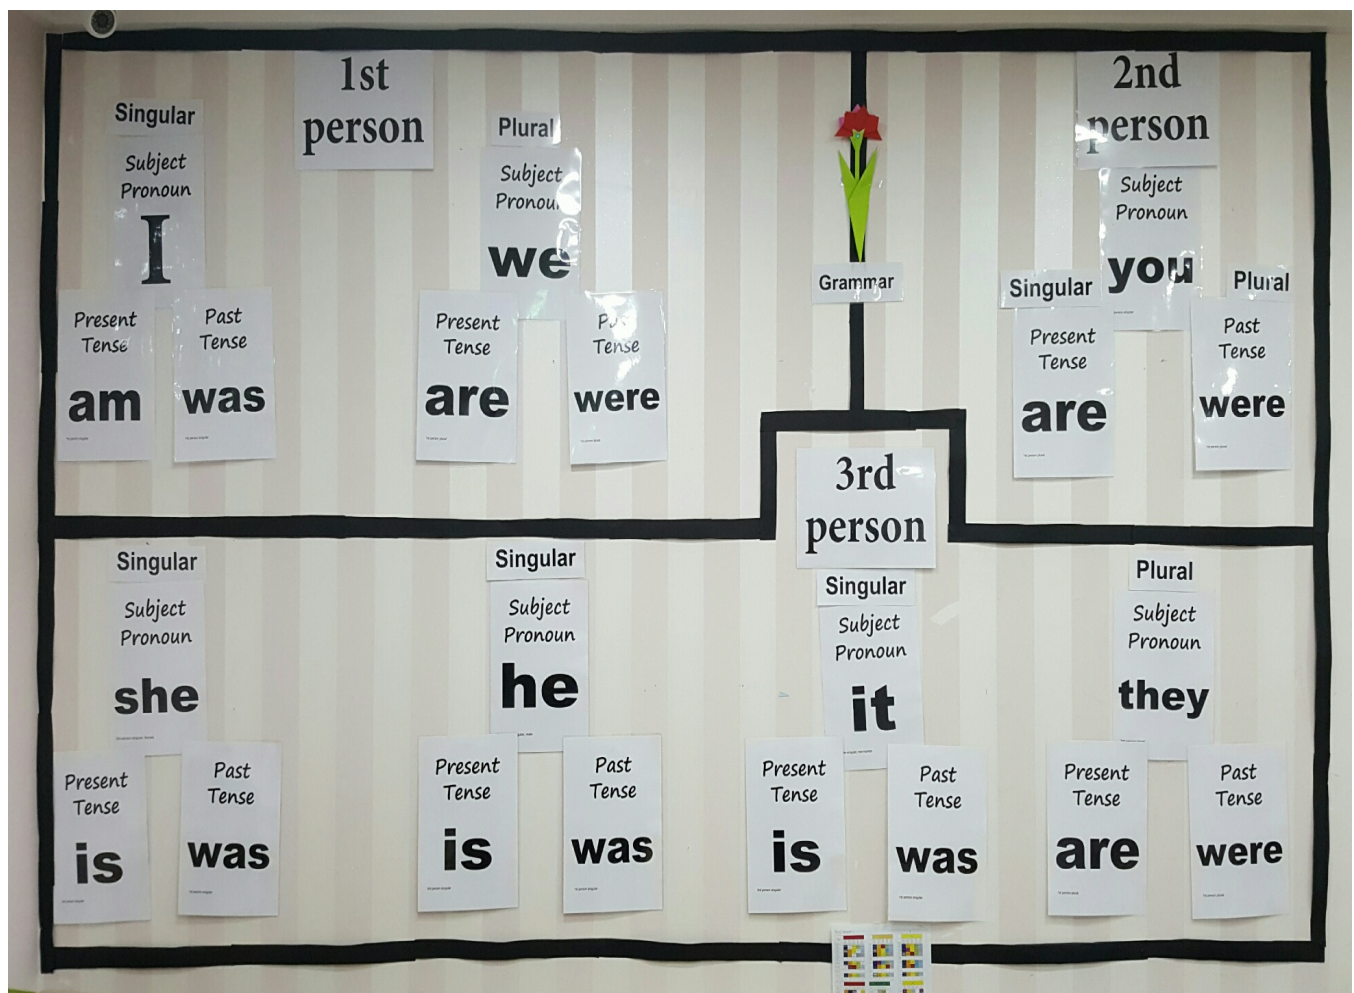 1st
person
Singular
Subject
Pronoun
I
Present
Tense
am
Past
Tense
was
Plural
Subject
Pronoun
we
Present
Tense
are
Past
Tense
were
Grammar
2nd
person
Subject
Pronoun
you
Singular
Plural
Present
Tense
are
Past
Tense
were
3rd
person
Singular
Subject
Pronoun
she
Present
Tense
is
Past
Tense
was
Singular
Subject
Pronoun
he
Present
Tense
is
Past
Tense
was
Singular
Subject
Pronoun
it
Present
Tense
is
Past
Tense
was
Plural
Subject
Pronoun
they
Present
Tense
are
Past
Tense
were